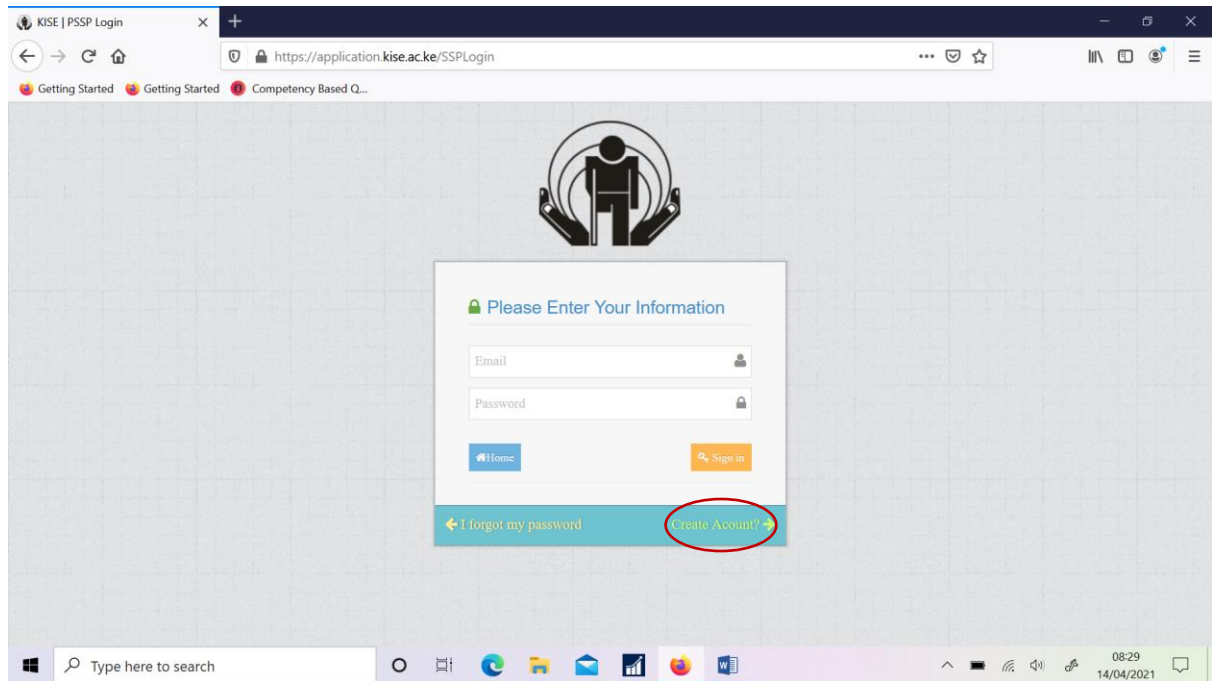 KISE | PSSP Login
https://application.kise.ac.ke/SSPLogin
Getting Started Getting Started Competency Based Q...
Please Enter Your Information
Email
Password
Home Sign in
I forgot my password Create Acount?
Type here to search
08:29
14/04/2021